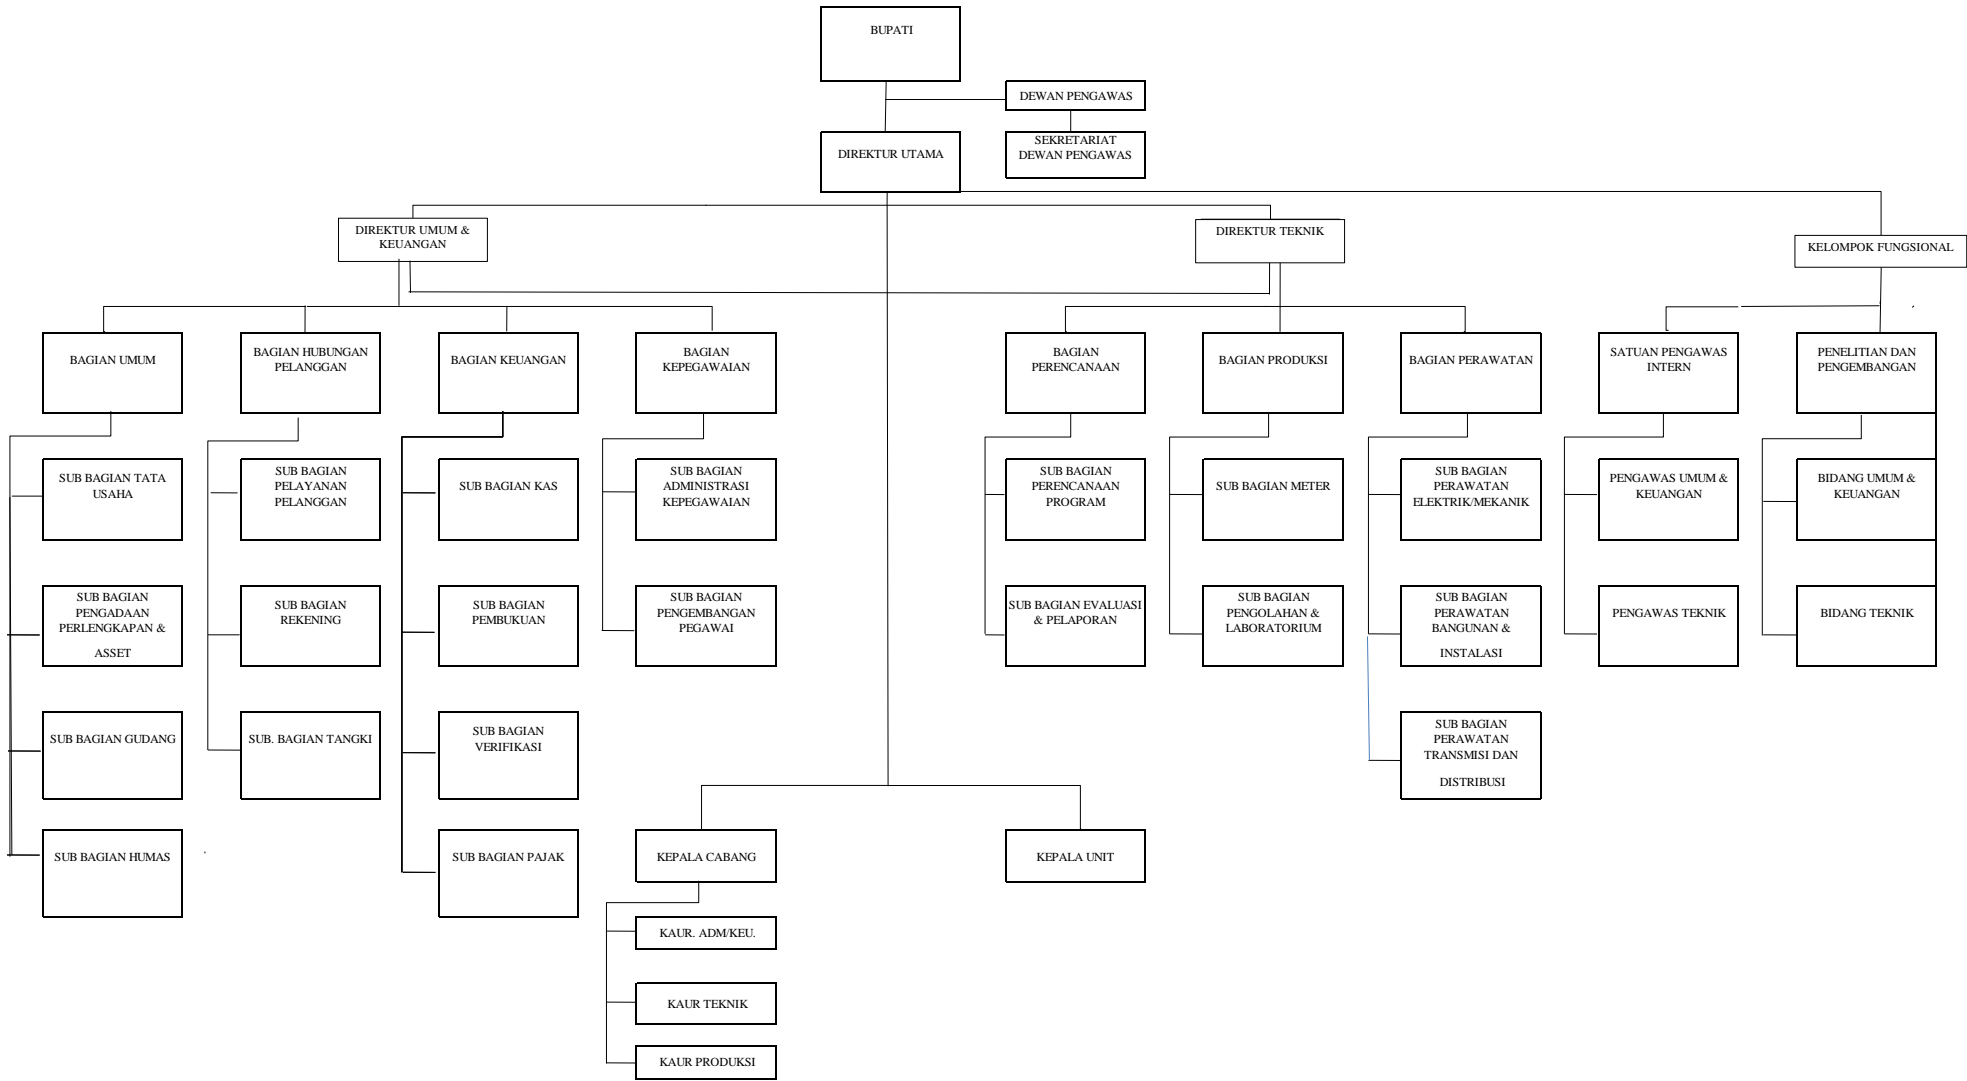 BUPATI
DEWAN PENGAWAS
DIREKTUR UTAMA
SEKRETARIAT
DEWAN PENGAWAS
DIREKTUR UMUM &
KEUANGAN
DIREKTUR TEKNIK
KELOMPOK FUNGSIONAL
BAGIAN UMUM
BAGIAN HUBUNGAN
PELANGGAN
BAGIAN KEUANGAN
BAGIAN
KEPEGAWAIAN
BAGIAN
PERENCANAAN
BAGIAN PRODUKSI
BAGIAN PERAWATAN
SATUAN PENGAWAS
INTERN
PENELITIAN DAN
PENGEMBANGAN
SUB BAGIAN TATA
USAHA
SUB BAGIAN
PELAYANAN
PELANGGAN
SUB BAGIAN KAS
SUB BAGIAN
ADMINISTRASI
KEPEGAWAIAN
SUB BAGIAN
PERENCANAAN
PROGRAM
SUB BAGIAN METER
SUB BAGIAN
PERAWATAN
ELEKTRIK/MEKANIK
PENGAWAS UMUM &
KEUANGAN
BIDANG UMUM &
KEUANGAN
SUB BAGIAN
PENGADAAN
PERLENGKAPAN &
ASSET
SUB BAGIAN
REKENING
SUB BAGIAN
PEMBUKUAN
SUB BAGIAN
PENGEMBANGAN
PEGAWAI
SUB BAGIAN EVALUASI
& PELAPORAN
SUB BAGIAN
PENGOLAHAN &
LABORATORIUM
SUB BAGIAN
PERAWATAN
BANGUNAN &
INSTALASI
PENGAWAS TEKNIK
BIDANG TEKNIK
SUB BAGIAN GUDANG
SUB. BAGIAN TANGKI
SUB BAGIAN
VERIFIKASI
SUB BAGIAN
PERAWATAN
TRANSMISI DAN
DISTRIBUSI
SUB BAGIAN HUMAS
SUB BAGIAN PAJAK
KEPALA CABANG
KEPALA UNIT
KAUR. ADM/KEU.
KAUR TEKNIK
KAUR PRODUKSI